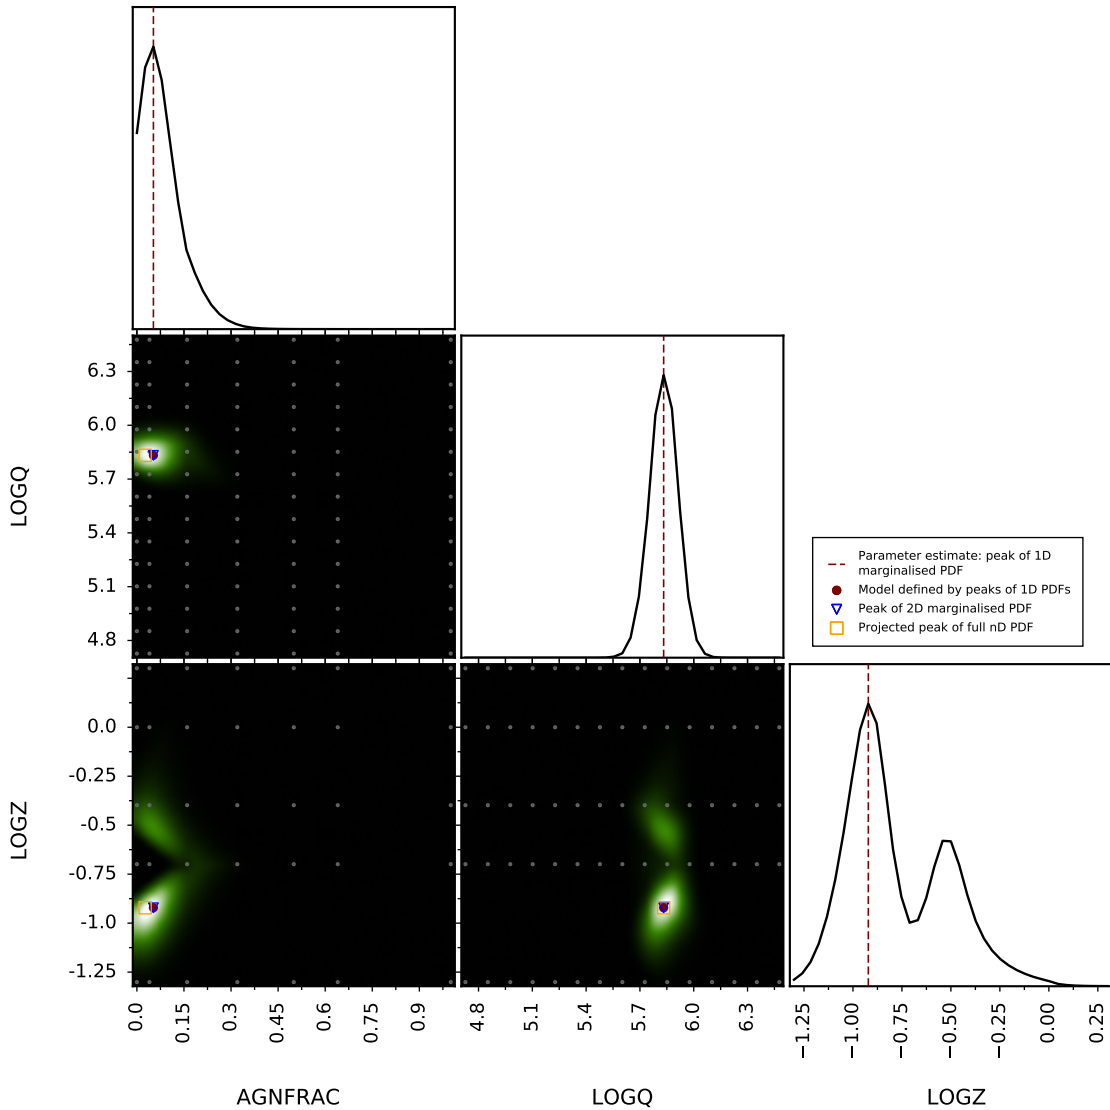 6.3
6.0
5.7
5.4
5.1
4.8
LOGQ
Parameter estimate: peak of 1D
marginalised PDF
Model defined by peaks of 1D PDFs
Peak of 2D marginalised PDF
Projected peak of full nD PDF
0.0
-0.25
-0.5
-0.75
-1.0
-1.25
LOGZ
0.0 0.15 0.3 0.45 0.6 0.75 0.9
4.8 5.1 5.4 5.7 6.0 6.3
−1.25 −1.00 −0.75 −0.50 0.00 0.25
AGNFRAC LOGQ LOGZ